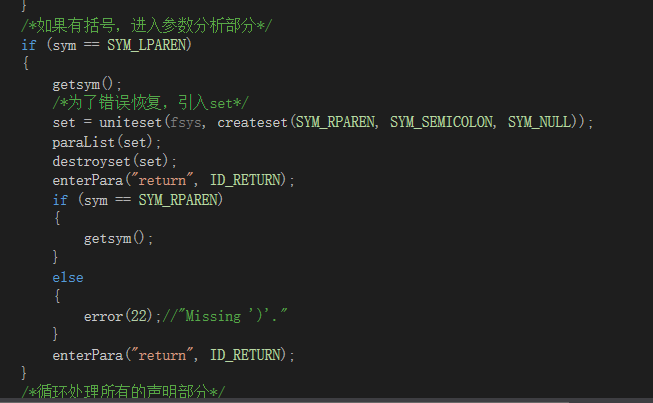 }
/*如果有括号，进入参数分析部分*/
if (sym == SYM_LPAREN)
{
getsym();
/*为了错误恢复，引入set*/
set = uniteset(fsys, createset(SYM_RPAREN, SYM_SEMICOLON, SYM_NULL));
paraList(set);
destroyset(set);
enterPara("return", ID_RETURN);
if (sym == SYM_RPAREN)
{
getsym();
}
else
{
error(22);//"Missing ')'."
}
enterPara("return", ID_RETURN);
}
/*循环处理所有的声明部分*/